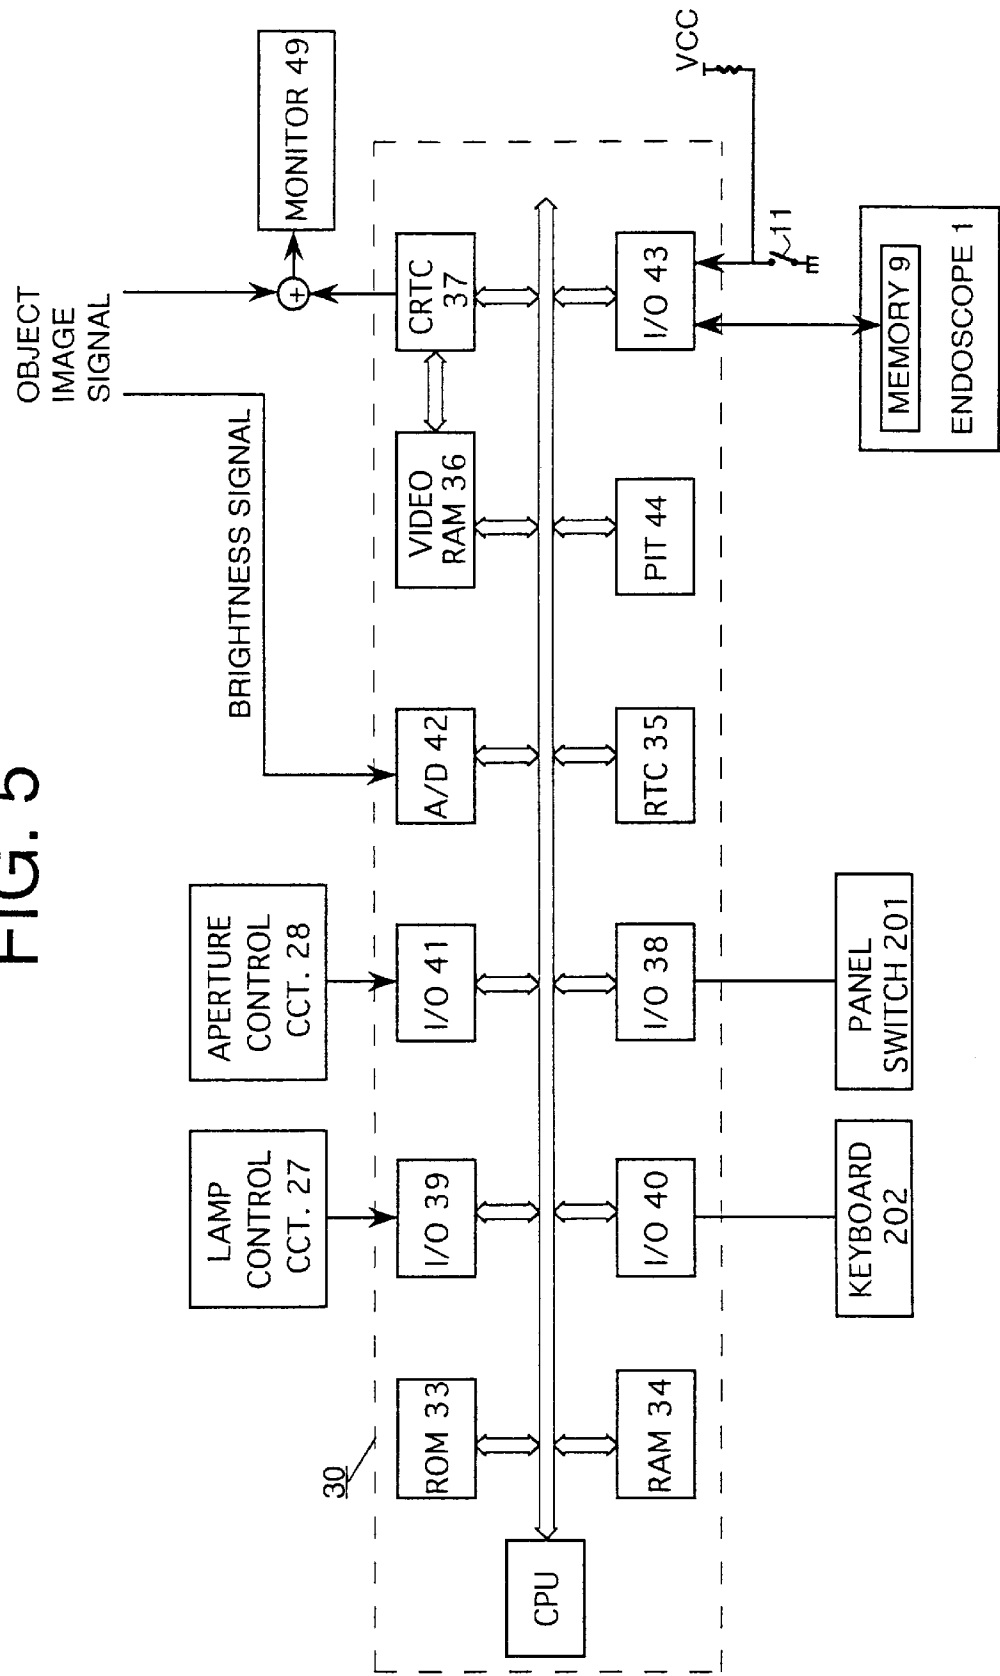 FIG. 5
OBJECT
IMAGE
SIGNAL
BRIGHTNESS SIGNAL
LAMP
CONTROL
CCT. 27
APERTURE
CONTROL
CCT. 28
MONITOR 49
+
30
ROM 33
I/O 39
I/O 41
A/D 42
VIDEO
RAM 36
CRTC
37
CPU
RAM 34
I/O 40
I/O 38
RTC 35
PIT 44
I/O 43
VCC
11
KEYBOARD
202
PANEL
SWITCH 201
MEMORY 9
ENDOSCOPE 1